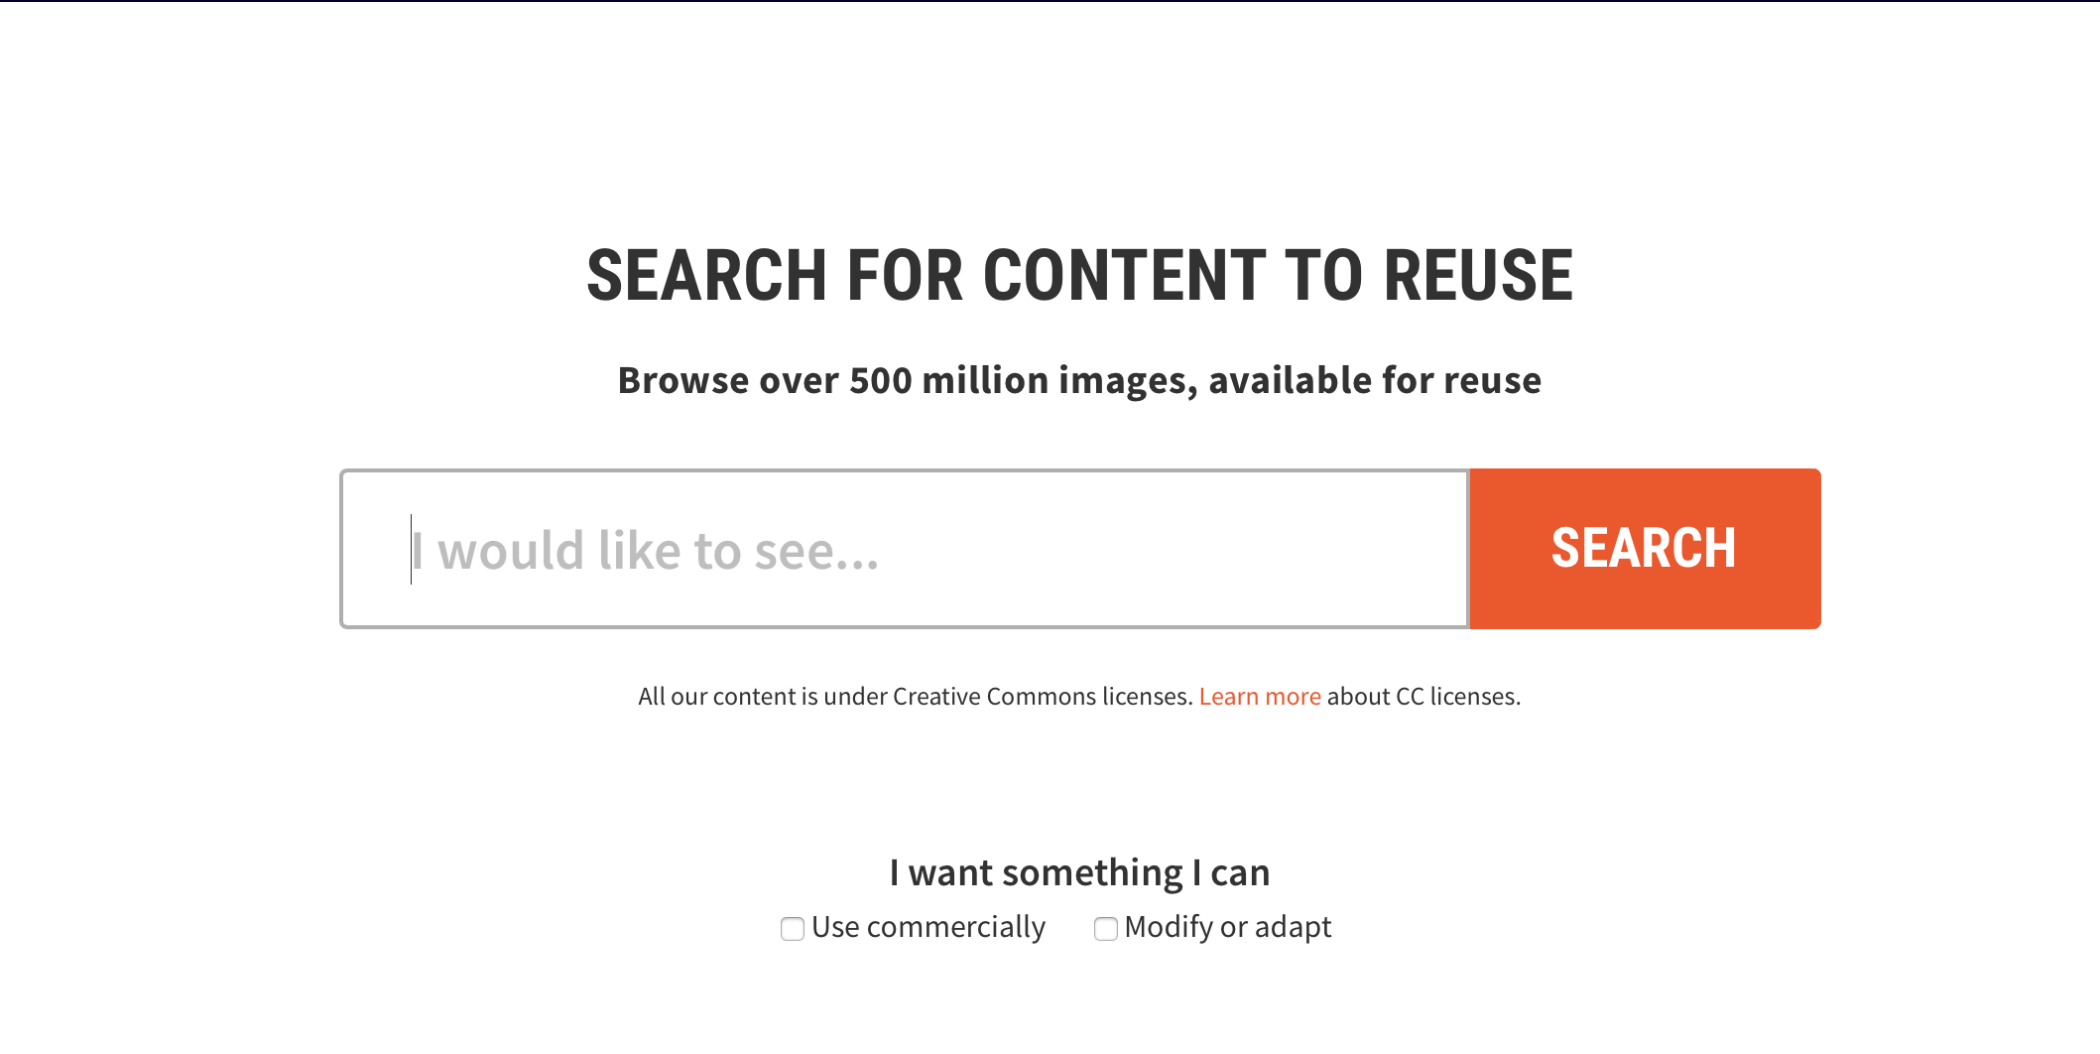 SEARCH FOR CONTENT TO REUSE
Browse over 500 million images, available for reuse
I would like to see...
SEARCH
All our content is under Creative Commons licenses. Learn more about CC licenses.
I want something I can
Use commercially
Modify or adapt